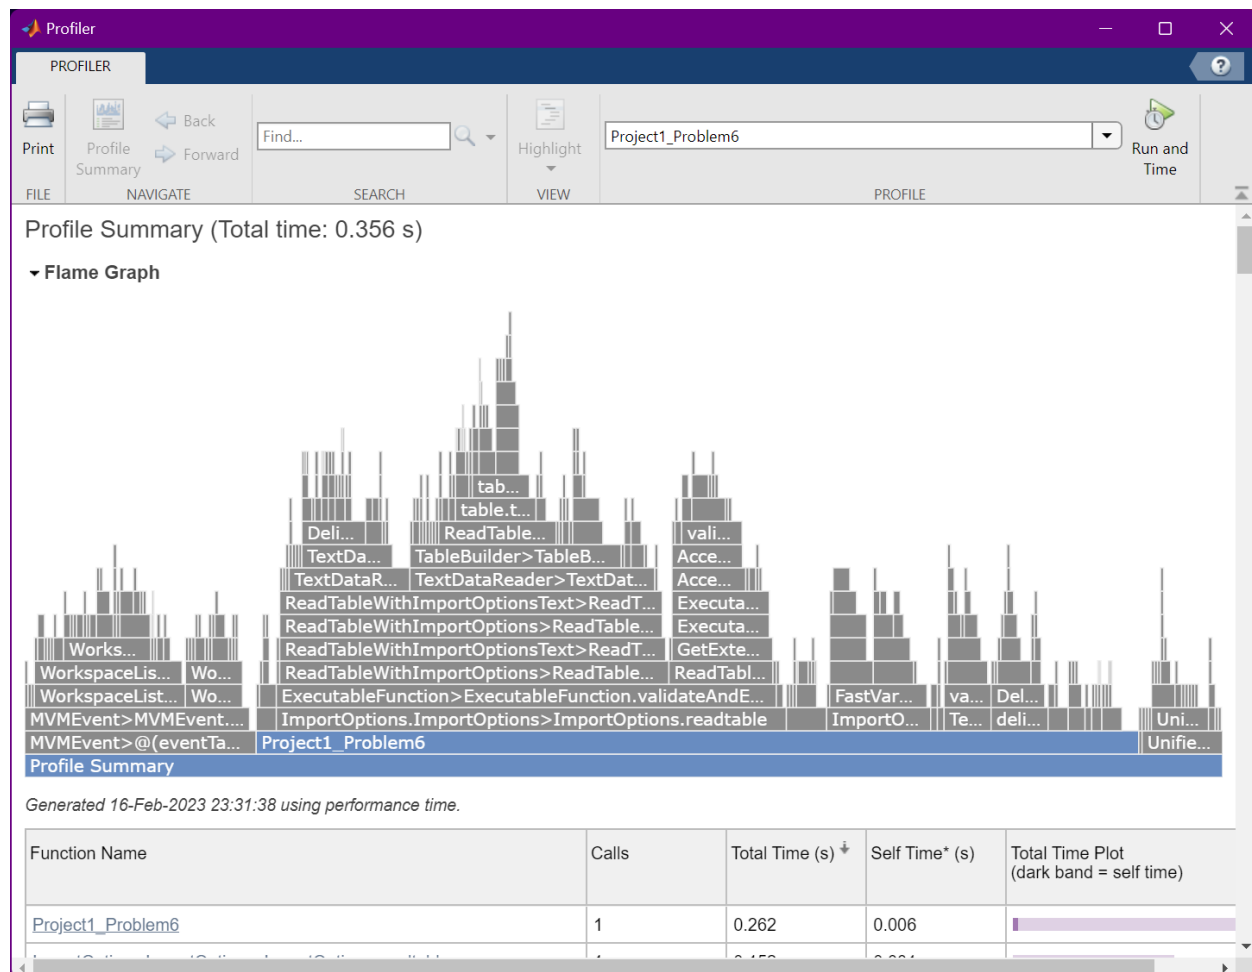 Profiler
PROFILER
?
Print
Profile Summary
Back
Forward
Find...
Highlight
Project1_Problem6
Run and Time
FILE
NAVIGATE
SEARCH
VIEW
PROFILE
Profile Summary (Total time: 0.356 s)
Flame Graph
tab...
table.t...
Deli...
ReadTable...
vali...
TextDa...
TableBuilder>TableB...
Acce...
TextDataR...
TextDataReader>TextDat...
Acce...
ReadTableWithImportOptionsText>ReadT...
Executa...
ReadTableWithImportOptions>ReadTable...
Executa...
Works...
ReadTableWithImportOptionsText>ReadT...
GetExte...
WorkspaceLis...
Wo...
ReadTableWithImportOptions>ReadTable...
ReadTabl...
WorkspaceList...
Wo...
ExecutableFunction>ExecutableFunction.validateAndE...
FastVar...
va...
Del...
MVMEvent>MVMEvent....
ImportOptions.ImportOptions>ImportOptions.readtable
ImportO...
Te...
deli...
Uni...
MVMEvent>@(eventTa...
Project1_Problem6
Unifie...
Profile Summary
Generated 16-Feb-2023 23:31:38 using performance time.
Function Name
Calls
Total Time (s)
Self Time* (s)
Total Time Plot
(dark band = self time)
Project1_Problem6
1
0.262
0.006